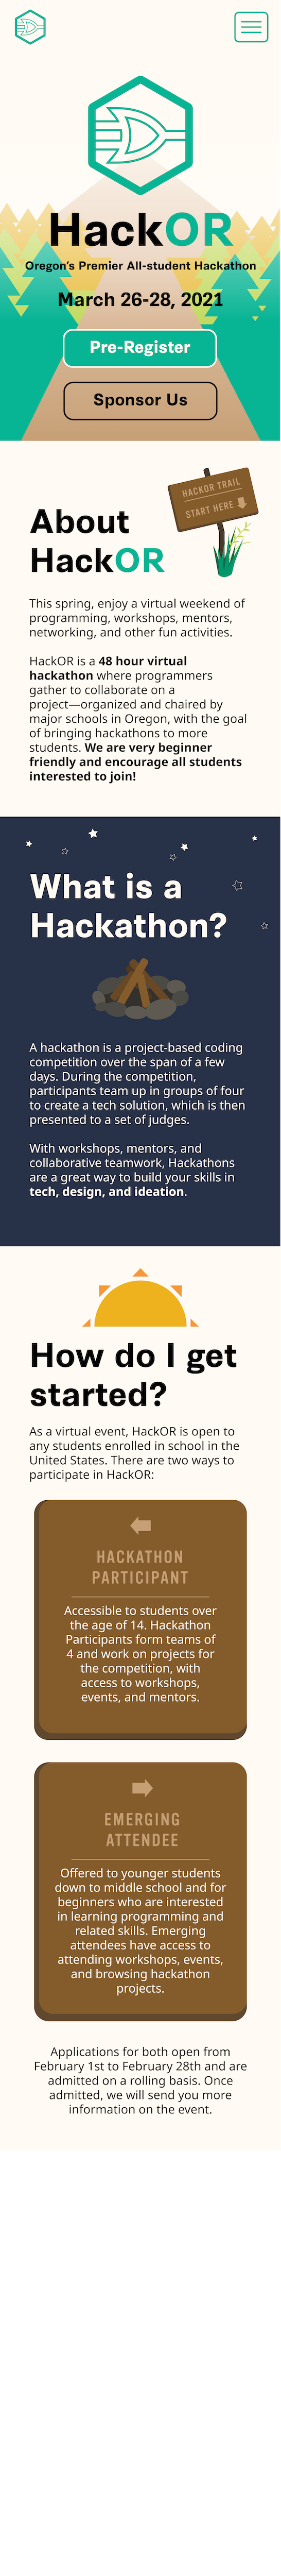 HackOR
Oregon's Premier All-student Hackathon
March 26-28, 2021
Pre-Register
Sponsor Us
HACKOR TRAIL
START HERE
About
HackOR
This spring, enjoy a virtual weekend of
programming, workshops, mentors,
networking, and other fun activities.
HackOR is a 48 hour virtual
hackathon where programmers
gather to collaborate on a
project—organized and chaired by
major schools in Oregon, with the goal
of bringing hackathons to more
students. We are very beginner
friendly and encourage all students
interested to join!
What is a
Hackathon?
A hackathon is a project-based coding
competition over the span of a few
days. During the competition,
participants team up in groups of four
to create a tech solution, which is then
presented to a set of judges.
With workshops, mentors, and
collaborative teamwork, Hackathons
are a great way to build your skills in
tech, design, and ideation.
How do I get
started?
As a virtual event, HackOR is open to
any students enrolled in school in the
United States. There are two ways to
participate in HackOR:
HACKATHON
PARTICIPANT
Accessible to students over
the age of 14. Hackathon
Participants form teams of
4 and work on projects for
the competition, with
access to workshops,
events, and mentors.
EMERGING
ATTENDEE
Offered to younger students
down to middle school and for
beginners who are interested
in learning programming and
related skills. Emerging
attendees have access to
attending workshops, events,
and browsing hackathon
projects.
Applications for both open from
February 1st to February 28th and are
admitted on a rolling basis. Once
admitted, we will send you more
information on the event.